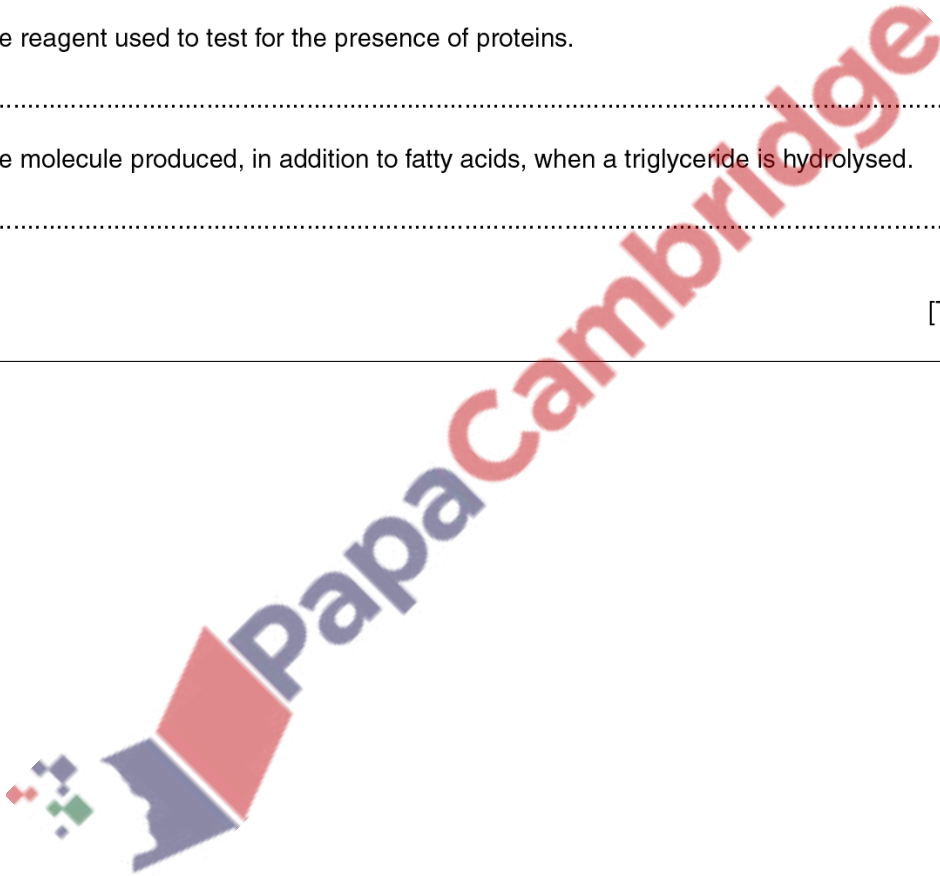 e reagent used to test for the presence of proteins.
e molecule produced, in addition to fatty acids, when a triglyceride is hydrolysed.
[
PapaCambridge